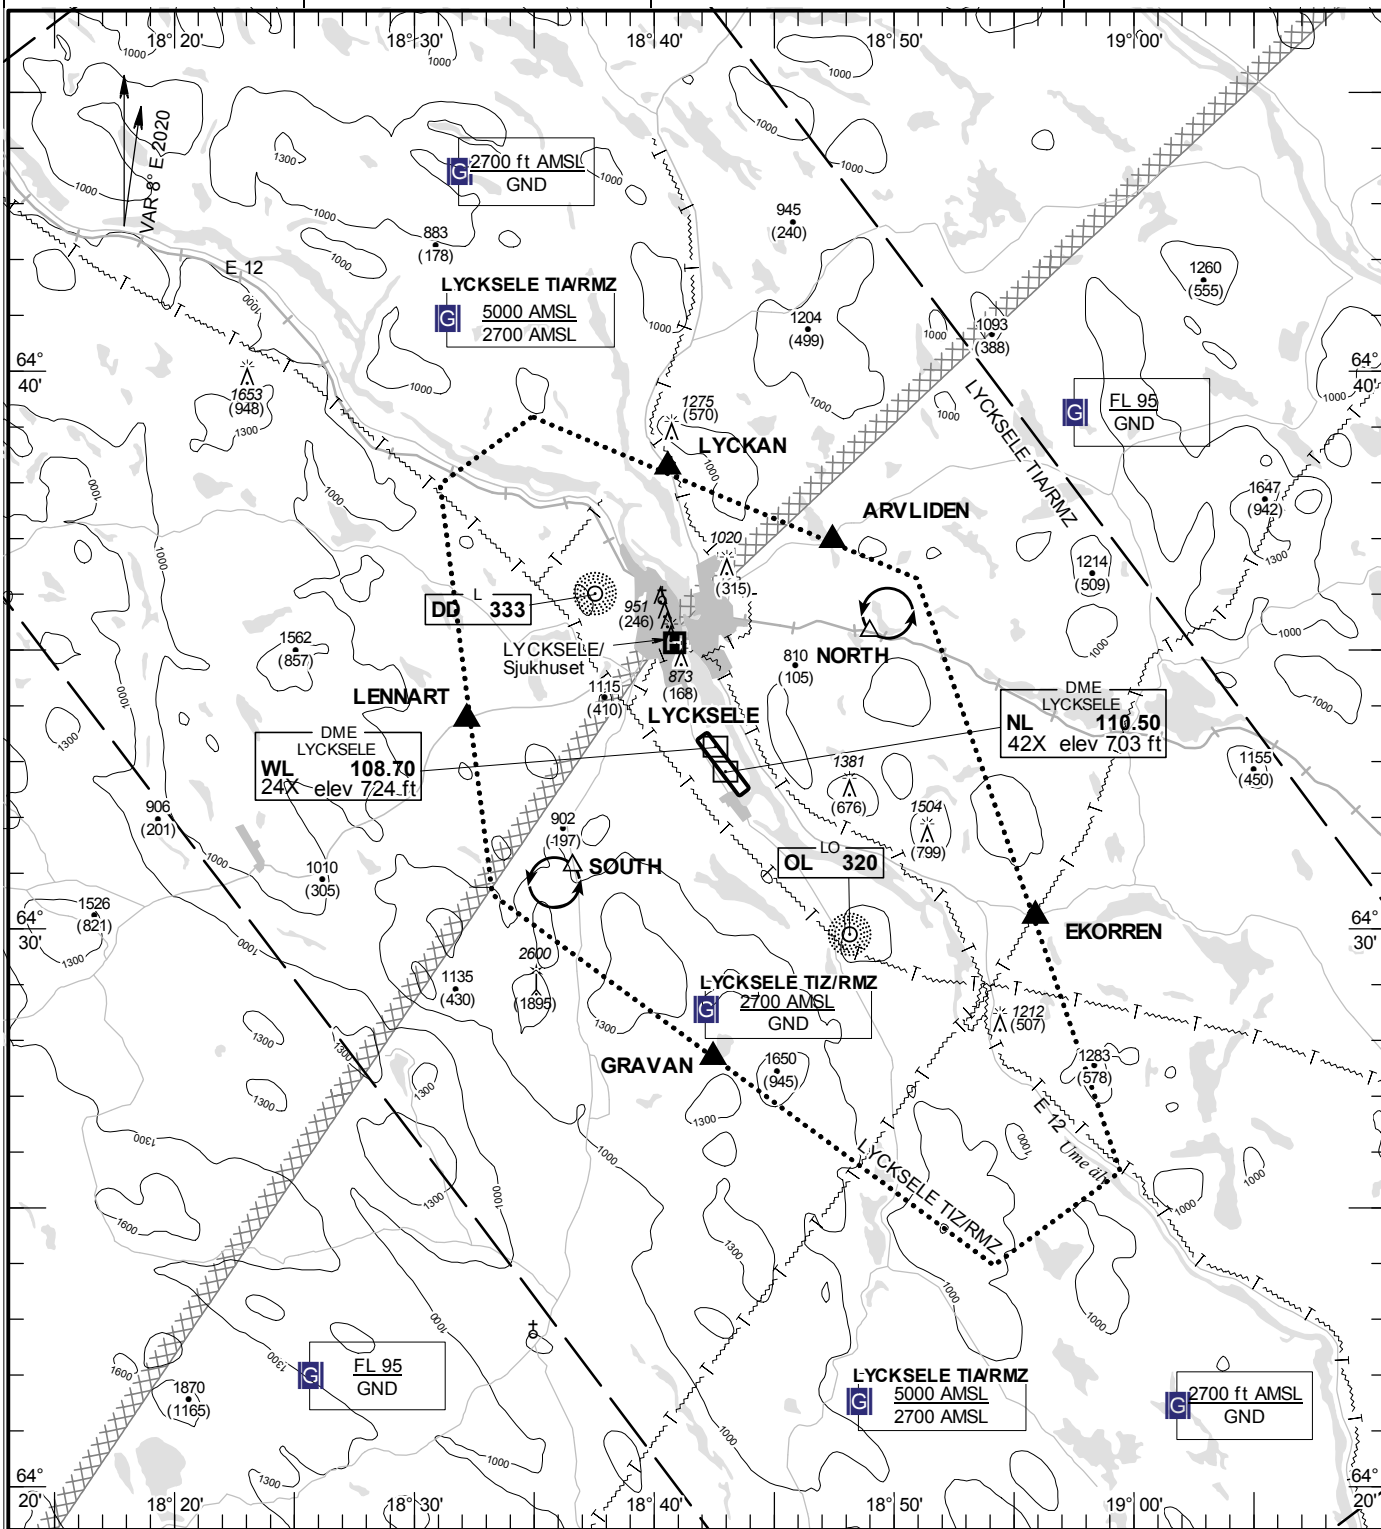 18°20'
18°30'
18°40'
18°50'
19°00'
VAR 8° E 2020
G
2700 ft AMSL
GND
883
(178)
945
(240)
E 12
LYCKSELE TIA/RMZ
G
5000 AMSL
2700 AMSL
1204
(499)
1093
(388)
1260
(555)
64°
40'
64°
40'
1653
(948)
1275
(570)
LYCKAN
LYCKSELE TIA/RMZ
G
FL 95
GND
ARVLIDEN
1647
(942)
1020
(315)
1214
(509)
L
DD 333
951
(246)
LYCKSELE/
Sjukhuset
H
873
(168)
1562
(857)
NORTH
810
(105)
1115
(410)
LENNART
LYCKSELE
DME
LYCKSELE
NL 110.50
42X elev 703 ft
DME
LYCKSELE
WL 108.70
24X elev 724 ft
1381
(676)
1504
(799)
1155
(450)
906
(201)
902
(197)
SOUTH
LO
OL 320
1010
(305)
1526
(821)
64°
30'
64°
30'
EKORREN
2600
(1895)
1135
(430)
LYCKSELE TIZ/RMZ
G
2700 AMSL
GND
1212
(507)
GRAVAN
1650
(945)
1283
(578)
E 12
Ume älv
LYCKSELE TIZ/RMZ
G
FL 95
GND
1870
(1165)
LYCKSELE TIA/RMZ
G
5000 AMSL
2700 AMSL
G
2700 ft AMSL
GND
64°
20'
64°
20'
18°20'
18°30'
18°40'
18°50'
19°00'
1000
1300
1600